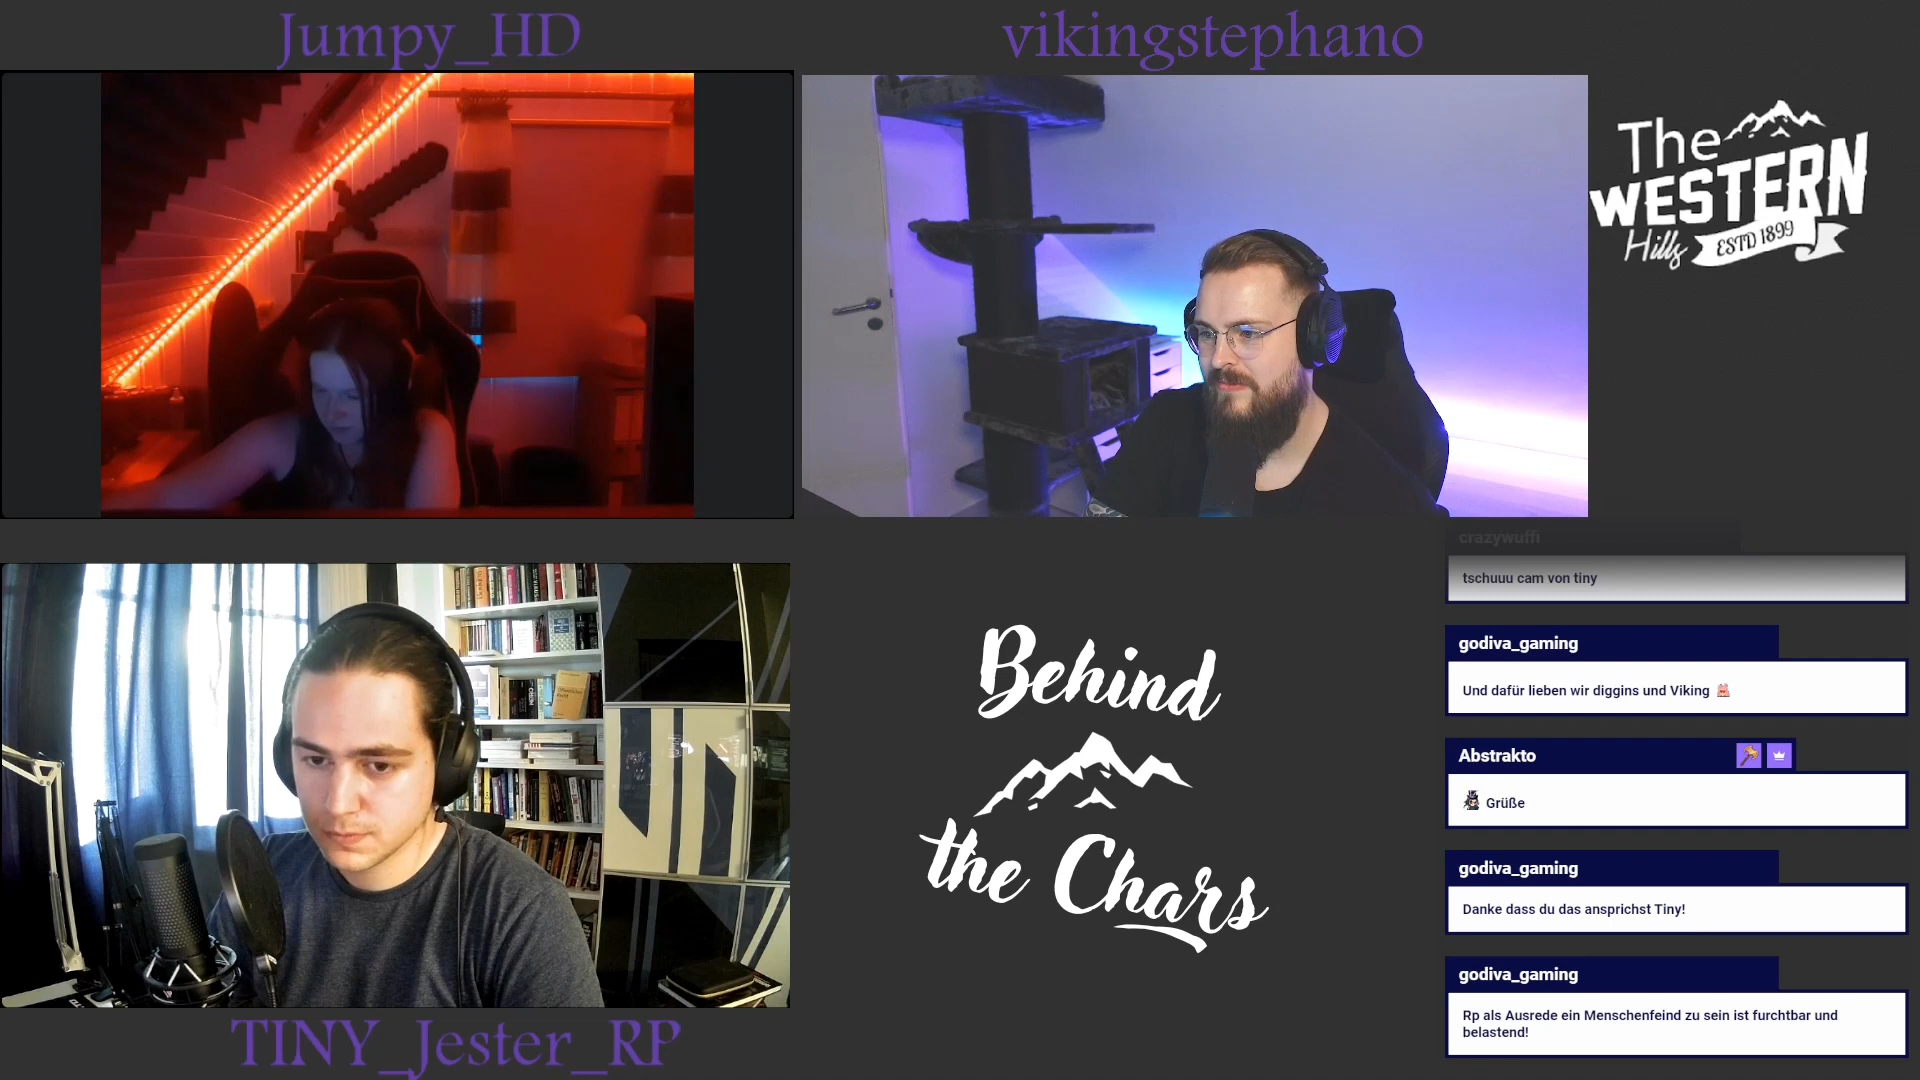 Jumpy_HD
vikingstephano
The
WESTERN
Hills
ESTD 1899
crazywuffi
tschuuu cam von tiny
godiva_gaming
Und dafür lieben wir diggins und Viking
Abstrakto
Grüße
godiva_gaming
Danke dass du das ansprichst Tiny!
godiva_gaming
Rp als Ausrede ein Menschenfeind zu sein ist furchtbar und
belastend!
Behind
the Chars
TINY_Jester_RP